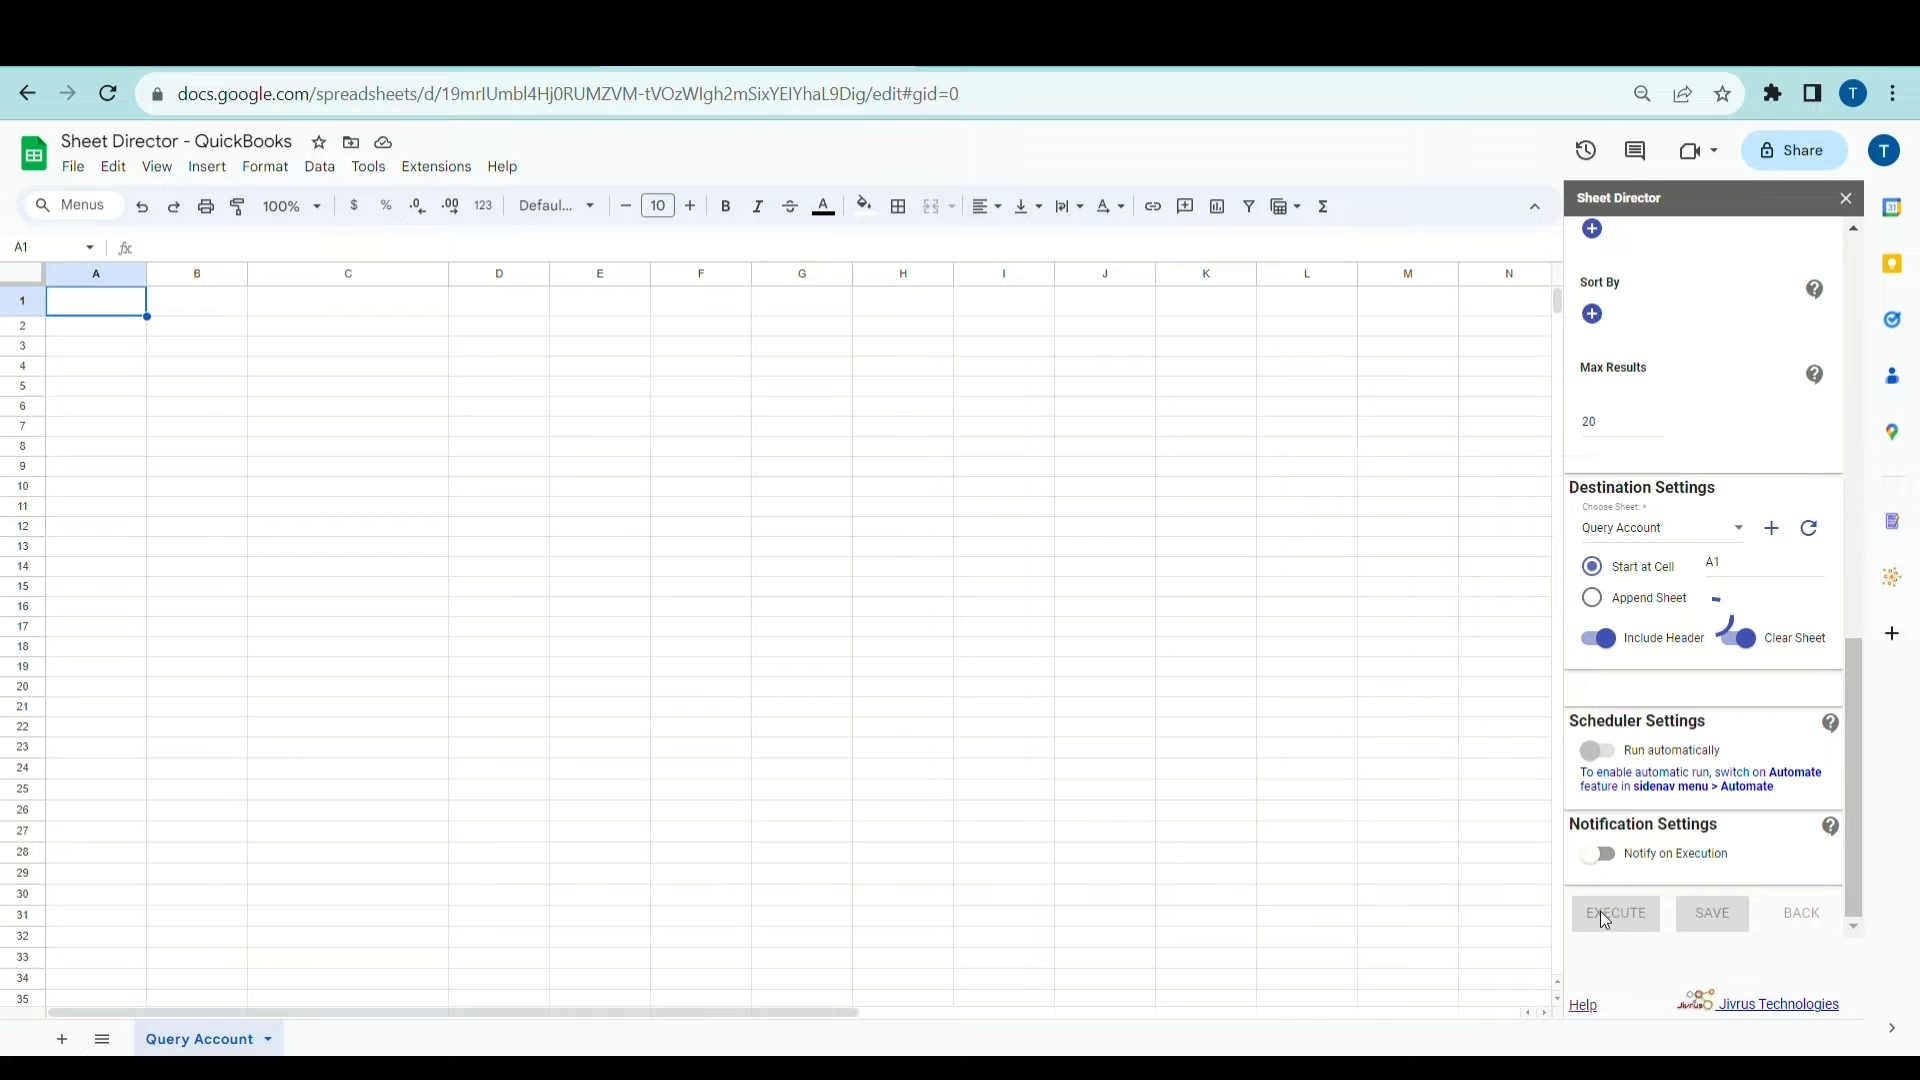 docs.google.com/spreadsheets/d/19mrIUmbl4Hj0RUMZVM-tVOzWIgh2mSixYEIYhaL9Dig/edit#gid=0
T
Sheet Director - QuickBooks
File Edit View Insert Format Data Tools Extensions Help
Share
T
Menus
100%
$ % .0 .00 123
Defaul...
10
B I A
Sheet Director
A1
fx
A B C D E F G H I J K L M N
1
2
3
4
5
6
7
8
9
10
11
12
13
14
15
16
17
18
19
20
21
22
23
24
25
26
27
28
29
30
31
32
33
34
35
Sort By
Max Results
20
Destination Settings
Choose Sheet: *
Query Account
Start at Cell A1
Append Sheet
Include Header Clear Sheet
Scheduler Settings
Run automatically
To enable automatic run, switch on Automate
feature in sidenav menu > Automate
Notification Settings
Notify on Execution
EXECUTE SAVE BACK
Help
Jivrus Jivrus Technologies
31
Query Account